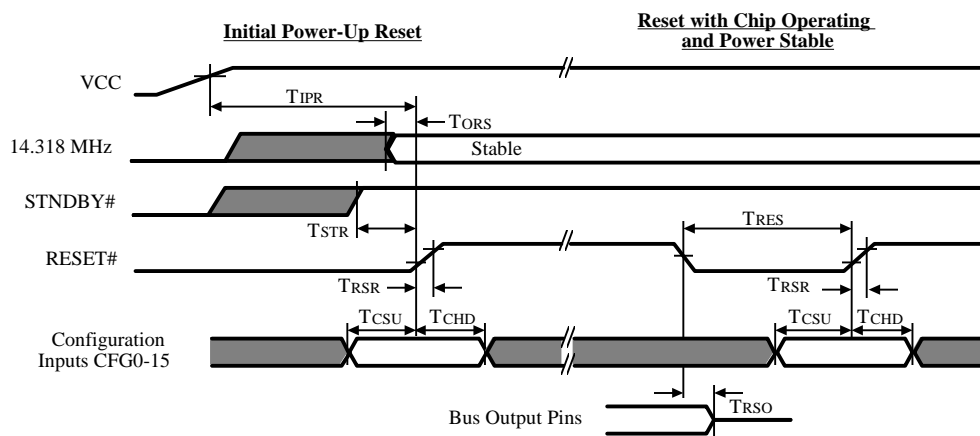 Initial Power-Up Reset
Reset with Chip Operating
and Power Stable
VCC
TIPR
TORS
14.318 MHz
Stable
STNDBY#
TSTR
TRES
RESET#
TRSR
TRSR
TCSU
TCHD
TCSU
TCHD
Configuration
Inputs CFG0-15
Bus Output Pins
TRSO